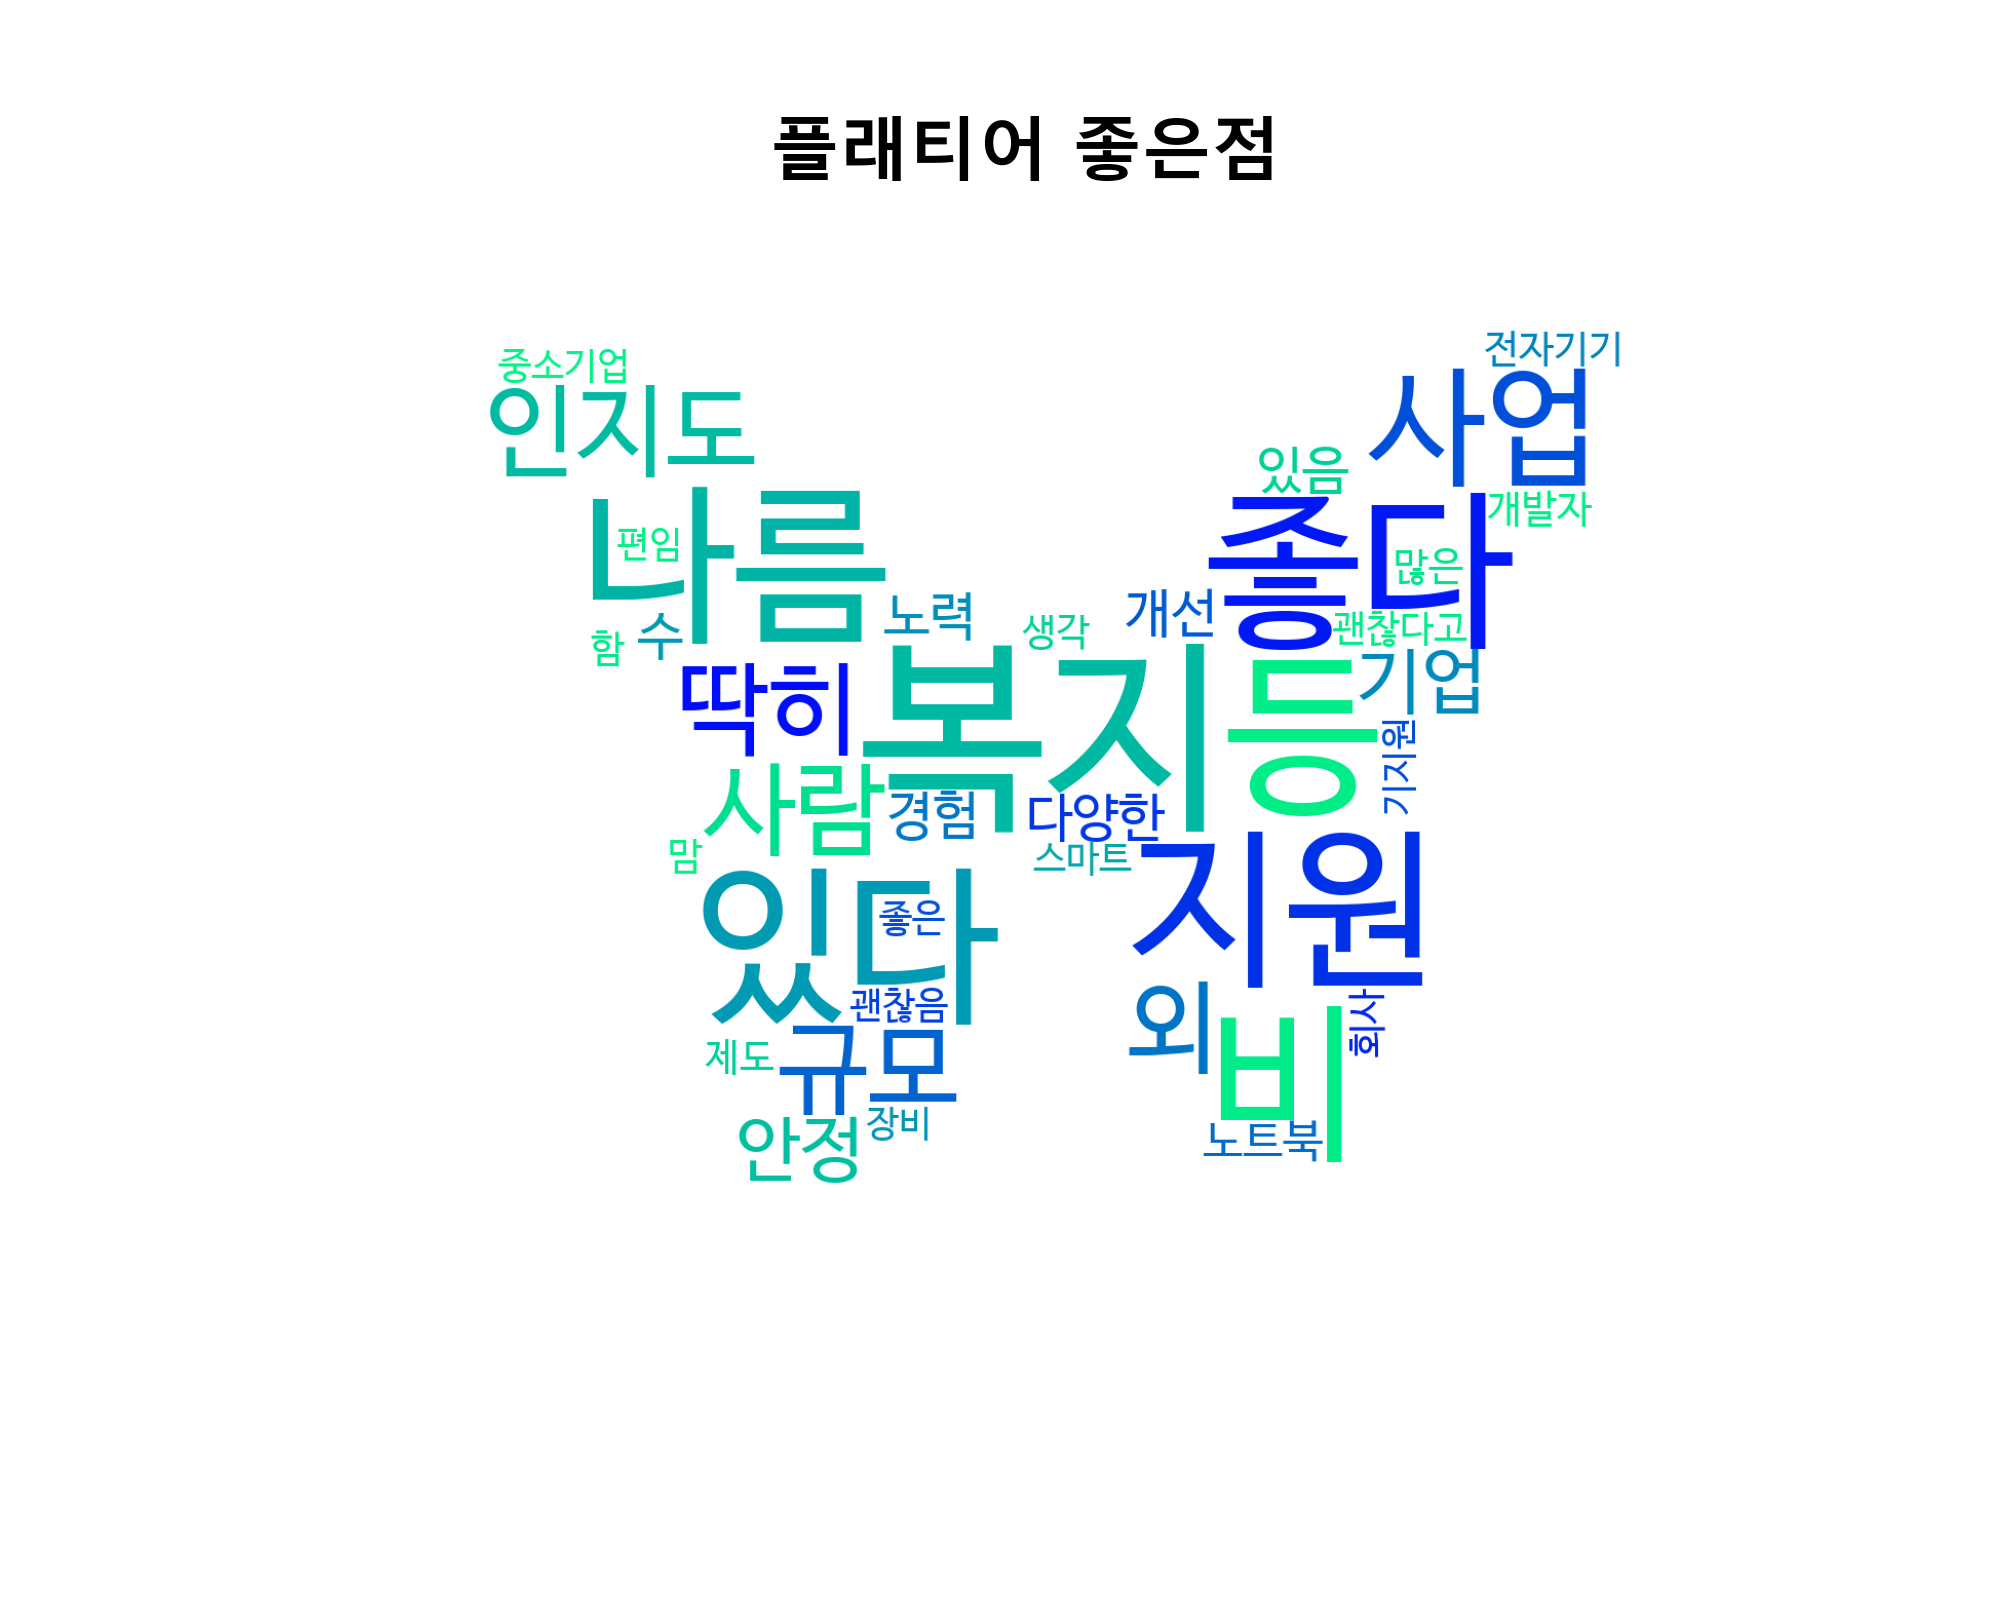 플래티어 좋은점
전자기기
중소기업
사업
인지도
있음
나름
좋다
개발자
편임
많은
노력
생각
개선
괜찮다고
함
수
딱히
복지
등
기업
기지원
사람
경험
다양한
맘
스마트
지원
있다
좋은
괜찮음
외
회사
비
제도
규모
안정
장비
노트북